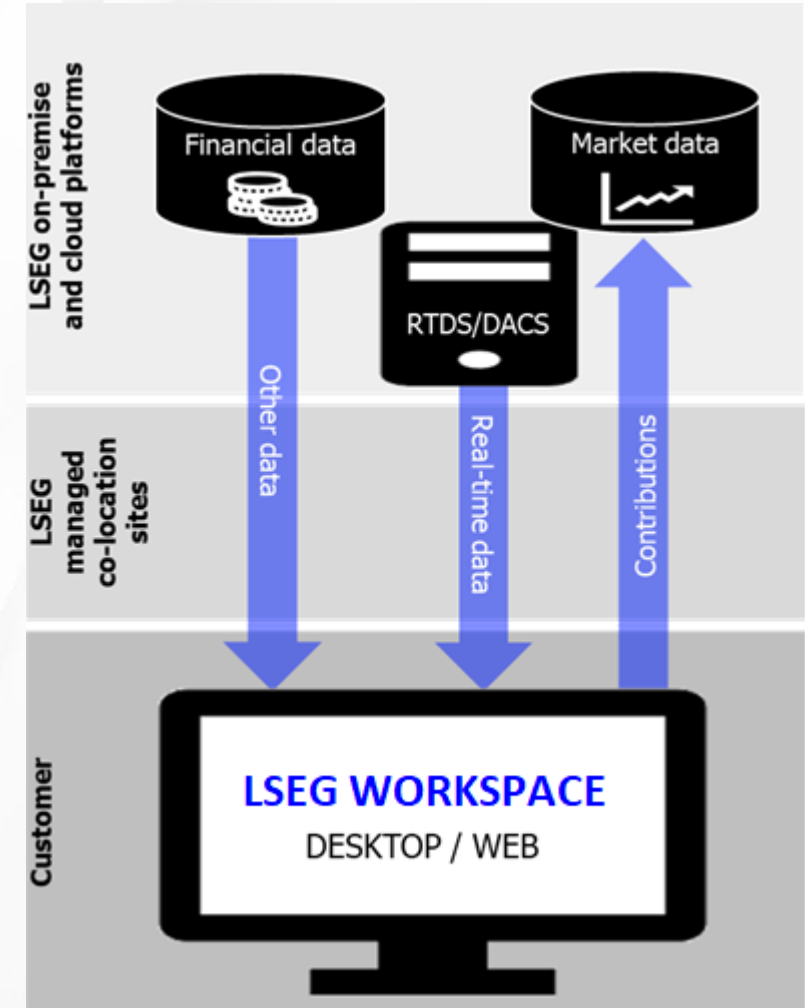 LSEG on-premise
and cloud platforms
Financial data
Market data
RTDS/DACS
LSEG
managed
co-location
sites
Other data
Real-time data
Contributions
Customer
LSEG WORKSPACE
DESKTOP / WEB